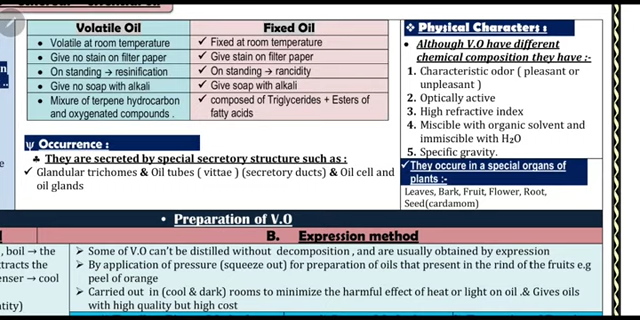 Volatile Oil
Fixed Oil
• Volatile at room temperature
✓ Fixed at room temperature
• Give no stain on filter paper
✓ Give stain on filter paper
• On standing → resinification
✓ On standing → rancidity
• Give no soap with alkali
✓ Give soap with alkali
• Mixture of terpene hydrocarbon
and oxygenated compounds .
✓ composed of Triglycerides + Esters of
fatty acids
ψ Occurrence :
♣ They are secreted by special secretory structure such as :
✓ Glandular trichomes & Oil tubes ( vittae ) (secretory ducts) & Oil cell and
oil glands
❖ Physical Characters :
• Although V.O have different
chemical composition they have :-
1. Characteristic odor ( pleasant or
unpleasant )
2. Optically active
3. High refractive index
4. Miscible with organic solvent and
immiscible with H2O
5. Specific gravity.
✓They occur in a special organs of
plants :-
Leaves, Bark, Fruit, Flower, Root,
Seed(cardamom)
• Preparation of V.O
B. Expression method
, boil → the
tracts the
enser → cool
ntity)
➢ Some of V.O can't be distilled without decomposition , and are usually obtained by expression
➢ By application of pressure (squeeze out) for preparation of oils that present in the rind of the fruits e.g
peel of orange
➢ Carried out in (cool & dark) rooms to minimize the harmful effect of heat or light on oil .& Gives oils
with high quality but high cost